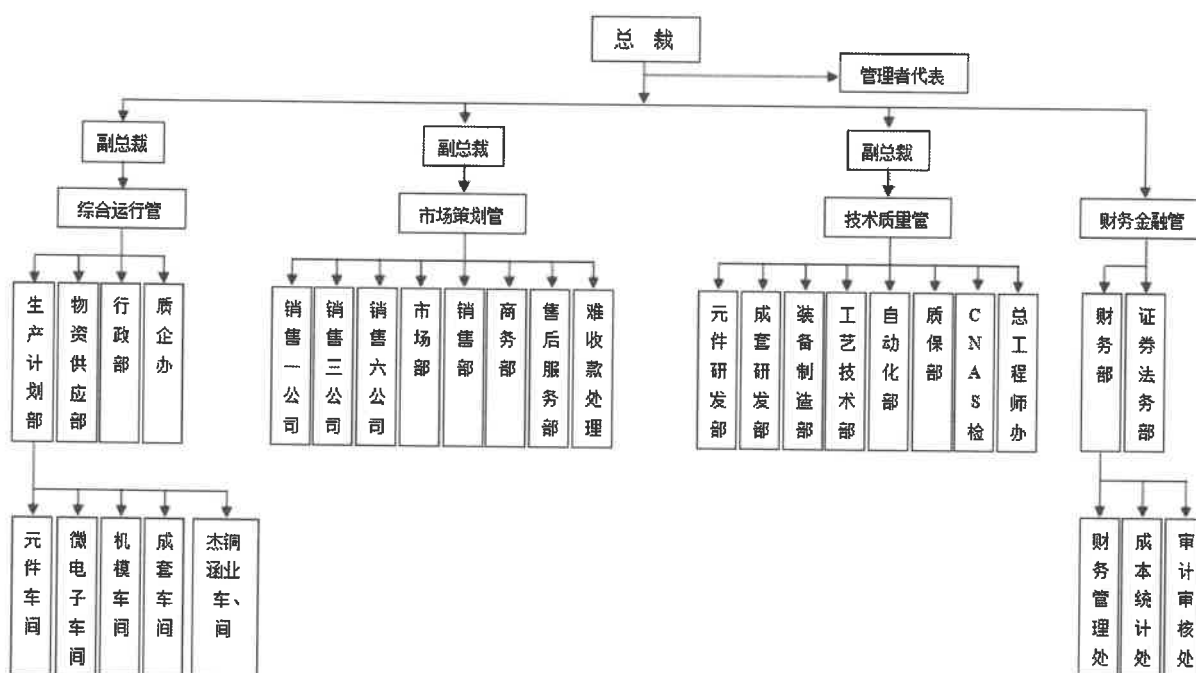 总 裁
管理者代表
副总裁
副总裁
副总裁
综合运行管
市场策划管
技术质量管
财务金融管
生产计划部
物资供应部
行政部
质企办
销售一公司
销售三公司
销售六公司
市场部
销售部
商务部
售后服务部
难收款处理
元件研发部
成套研发部
装备制造部
工艺技术部
自动化部
质保部
CNAS检
总工程师办
财务部
证券法务部
元件车间
微电子车间
机模车间
成套车间
杰铜
涵业
车、
间
财务管理处
成本统计处
审计审核处